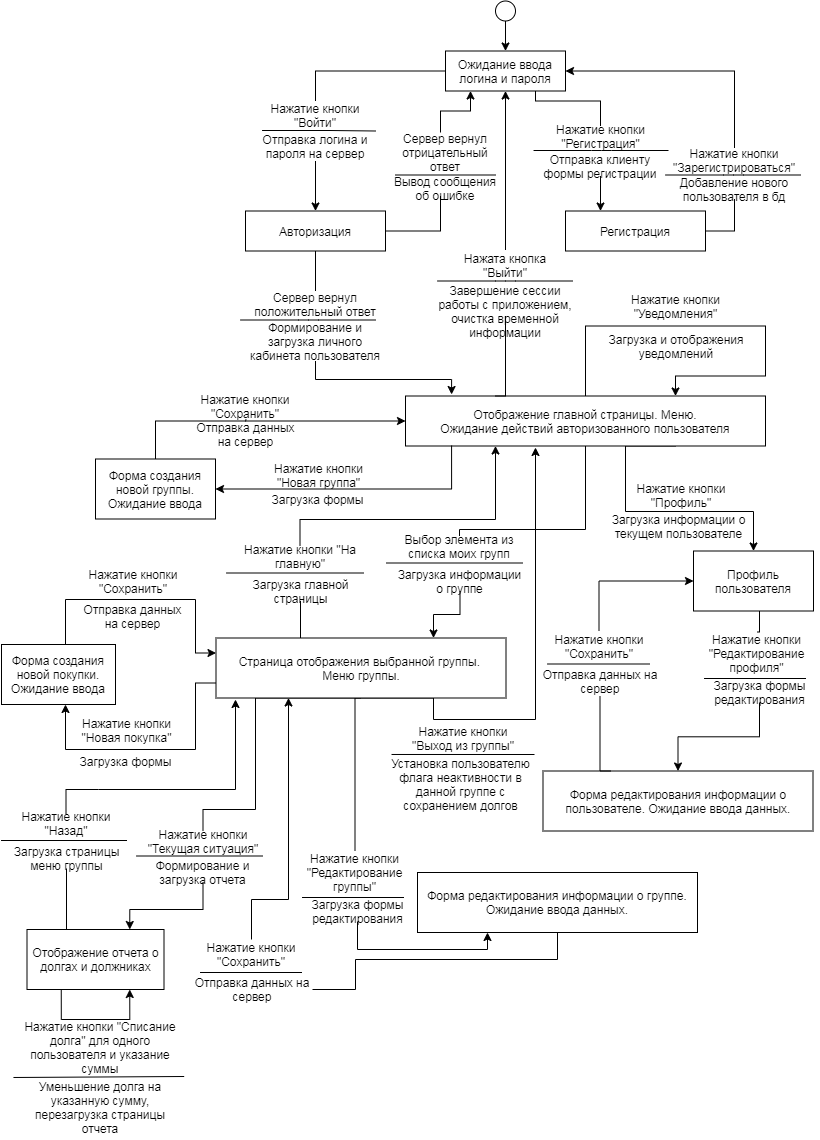 Ожидание ввода
логина и пароля
Нажатие кнопки
"Войти"
Отправка логина и
пароля на сервер
Сервер вернул
отрицательный
ответ
Вывод сообщения
об ошибке
Нажатие кнопки
"Регистрация"
Отправка клиенту
формы регистрации
Нажатие кнопки
"Зарегистрироваться"
Добавление нового
пользователя в бд
Авторизация
Регистрация
Нажата кнопка
"Выйти"
Завершение сессии
работы с приложением,
очистка временной
информации
Сервер вернул
положительный ответ
Формирование и
загрузка личного
кабинета пользователя
Нажатие кнопки
"Уведомления"
Загрузка и отображения
уведомлений
Нажатие кнопки
"Сохранить"
Отправка данных
на сервер
Отображение главной страницы. Меню.
Ожидание действий авторизованного пользователя
Форма создания
новой группы.
Ожидание ввода
Нажатие кнопки
"Новая группа"
Загрузка формы
Нажатие кнопки
"Профиль"
Загрузка информации о
текущем пользователе
Нажатие кнопки "На
главную"
Загрузка главной
страницы
Выбор элемента из
списка моих групп
Загрузка информации
о группе
Профиль
пользователя
Нажатие кнопки
"Сохранить"
Отправка данных
на сервер
Форма создания
новой покупки.
Ожидание ввода
Страница отображения выбранной группы.
Меню группы.
Нажатие кнопки
"Сохранить"
Отправка данных на
сервер
Нажатие кнопки
"Редактирование
профиля"
Загрузка формы
редактирования
Нажатие кнопки
"Новая покупка"
Загрузка формы
Нажатие кнопки
"Выход из группы"
Установка пользователю
флага неактивности в
данной группе с
сохранением долгов
Форма редактирования информации о
пользователе. Ожидание ввода данных.
Нажатие кнопки
"Назад"
Загрузка страницы
меню группы
Нажатие кнопки
"Текущая ситуация"
Формирование и
загрузка отчета
Нажатие кнопки
"Редактирование
группы"
Загрузка формы
редактирования
Форма редактирования информации о группе.
Ожидание ввода данных.
Отображение отчета о
долгах и должниках
Нажатие кнопки
"Сохранить"
Отправка данных на
сервер
Нажатие кнопки "Списание
долга" для одного
пользователя и указание
суммы
Уменьшение долга на
указанную сумму,
перезагрузка страницы
отчета